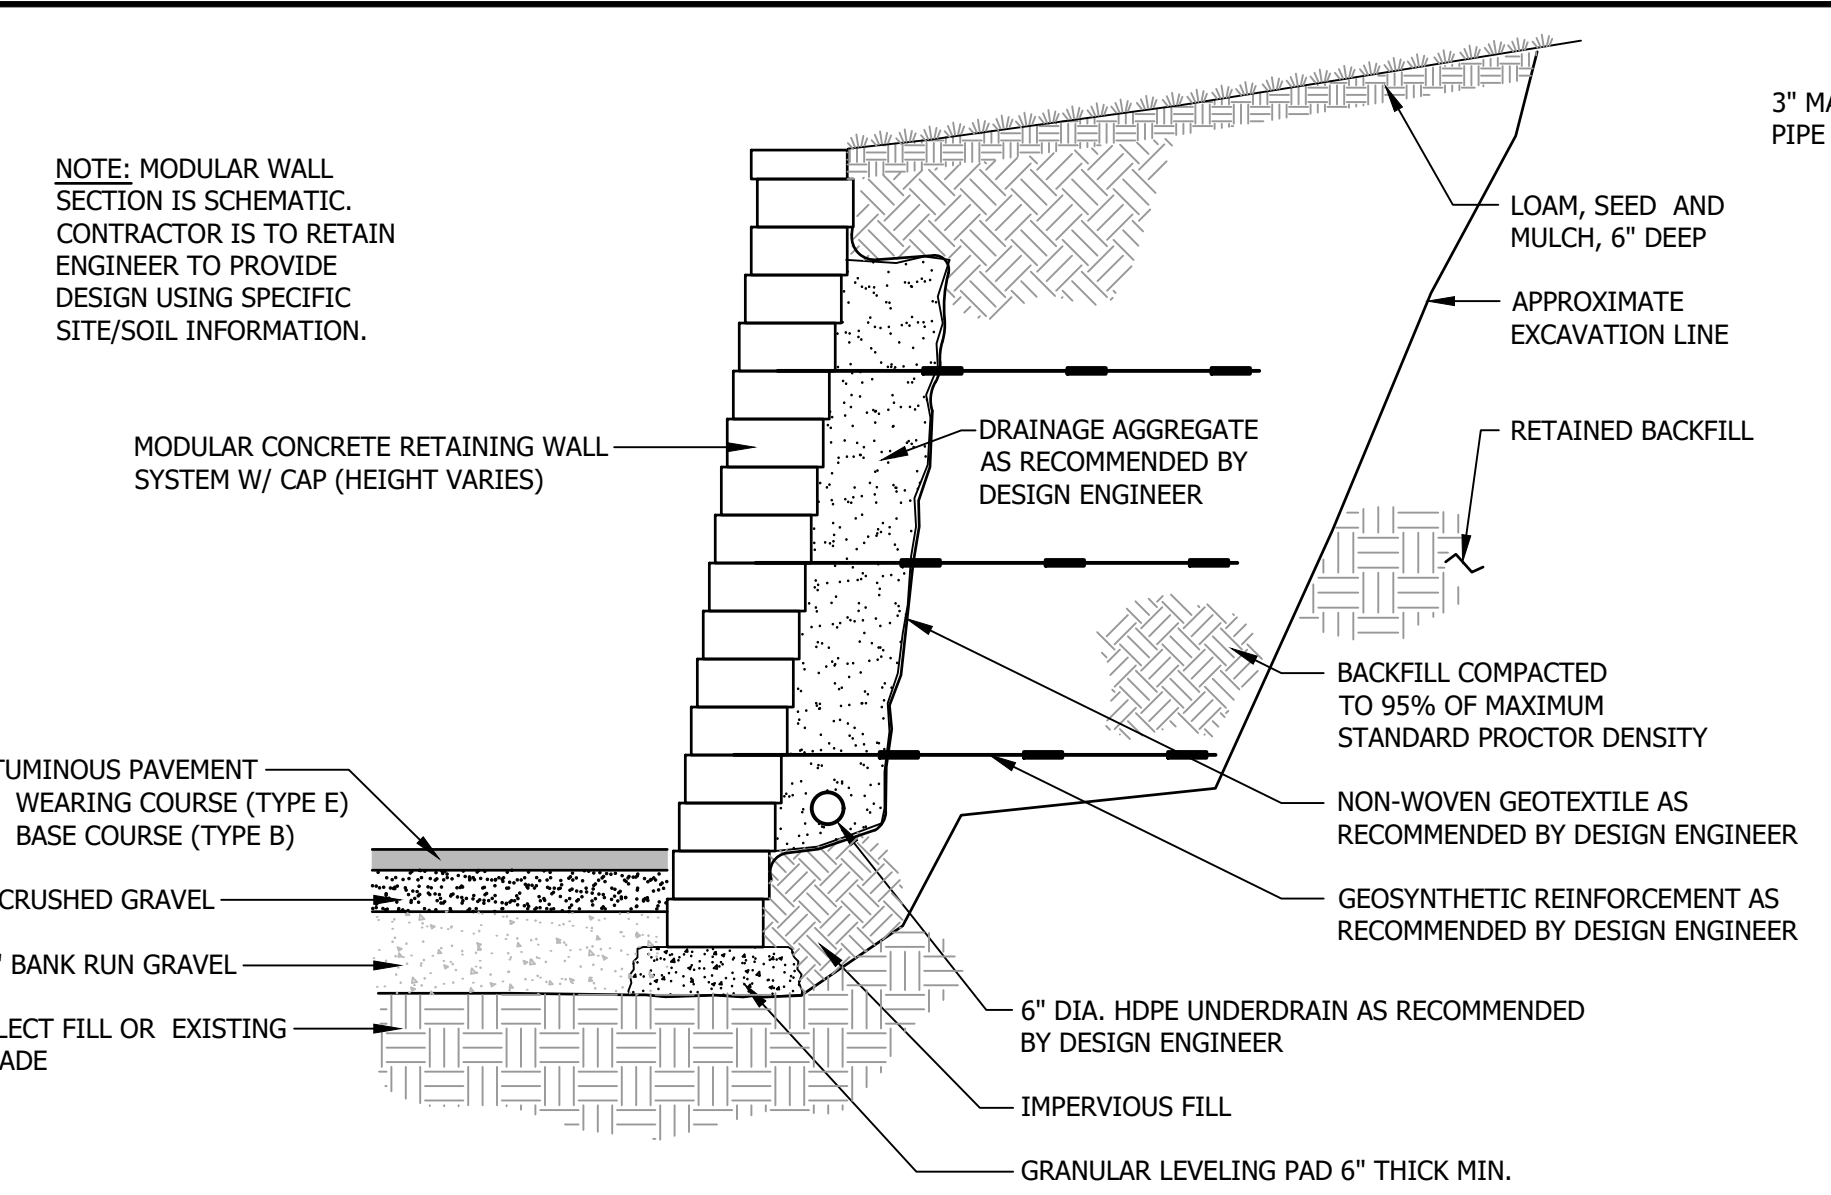 3" MA
PIPE
NOTE: MODULAR WALL
SECTION IS SCHEMATIC.
CONTRACTOR IS TO RETAIN
ENGINEER TO PROVIDE
DESIGN USING SPECIFIC
SITE/SOIL INFORMATION.
LOAM, SEED AND
MULCH, 6" DEEP
APPROXIMATE
EXCAVATION LINE
RETAINED BACKFILL
MODULAR CONCRETE RETAINING WALL
SYSTEM W/ CAP (HEIGHT VARIES)
DRAINAGE AGGREGATE
AS RECOMMENDED BY
DESIGN ENGINEER
BACKFILL COMPACTED
TO 95% OF MAXIMUM
STANDARD PROCTOR DENSITY
TUMINOUS PAVEMENT
WEARING COURSE (TYPE E)
BASE COURSE (TYPE B)
NON-WOVEN GEOTEXTILE AS
RECOMMENDED BY DESIGN ENGINEER
CRUSHED GRAVEL
GEOSYNTHETIC REINFORCEMENT AS
RECOMMENDED BY DESIGN ENGINEER
" BANK RUN GRAVEL
LECT FILL OR EXISTING
ADE
6" DIA. HDPE UNDERDRAIN AS RECOMMENDED
BY DESIGN ENGINEER
IMPERVIOUS FILL
GRANULAR LEVELING PAD 6" THICK MIN.